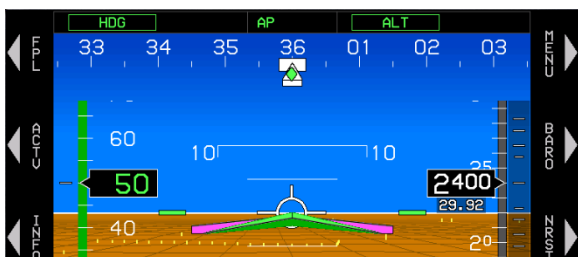 HDG AP ALT
FPL 33 34 35 36 01 02 03 MENU
ACTV 60 10 10 BARO
25
50 2400
29.92
INFO 40 20 NRST